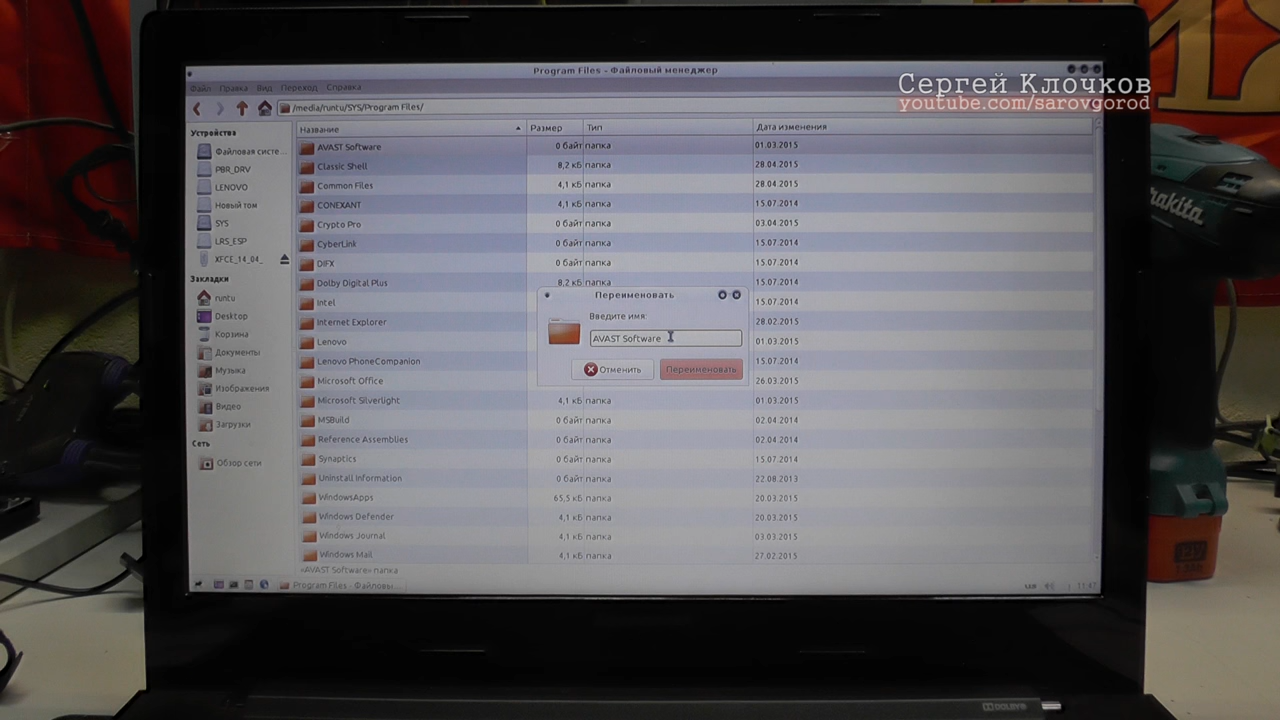 Program Files - Файловый менеджер
Сергей Клочков
youtube.com/sarovgorod
Файл Правка Вид Переход Справка
/media/runtu/SYS/Program Files/
Устройства
Файловая систе...
PBR_DRV
LENOVO
Новый том
SYS
LRS_ESP
XFCE_14_04_
Закладки
runtu
Desktop
Корзина
Документы
Музыка
Изображения
Видео
Загрузки
Сеть
Обзор сети
Название Размер Тип Дата изменения
AVAST Software 0 байт папка 01.03.2015
Classic Shell 8,2 кБ папка 28.04.2015
Common Files 4,1 кБ папка 28.04.2015
CONEXANT 4,1 кБ папка 15.07.2014
Crypto Pro 0 байт папка 03.04.2015
CyberLink 0 байт папка 15.07.2014
DIFX 0 байт папка 15.07.2014
Dolby Digital Plus 8,2 кБ папка 15.07.2014
Intel 15.07.2014
Internet Explorer 28.02.2015
Lenovo 01.03.2015
Lenovo PhoneCompanion 15.07.2014
Microsoft Office 26.03.2015
Microsoft Silverlight 4,1 кБ папка 01.03.2015
MSBuild 0 байт папка 02.04.2014
Reference Assemblies 0 байт папка 02.04.2014
Synaptics 0 байт папка 15.07.2014
Uninstall Information 0 байт папка 22.08.2013
WindowsApps 65,5 кБ папка 20.03.2015
Windows Defender 4,1 кБ папка 20.03.2015
Windows Journal 4,1 кБ папка 03.03.2015
Windows Mail 4,1 кБ папка 27.02.2015
Переименовать
Введите имя:
AVAST Software
Отменить Переименовать
«AVAST Software» папка
Program Files - Файловы...
11:47
makita
12V
DOLBY